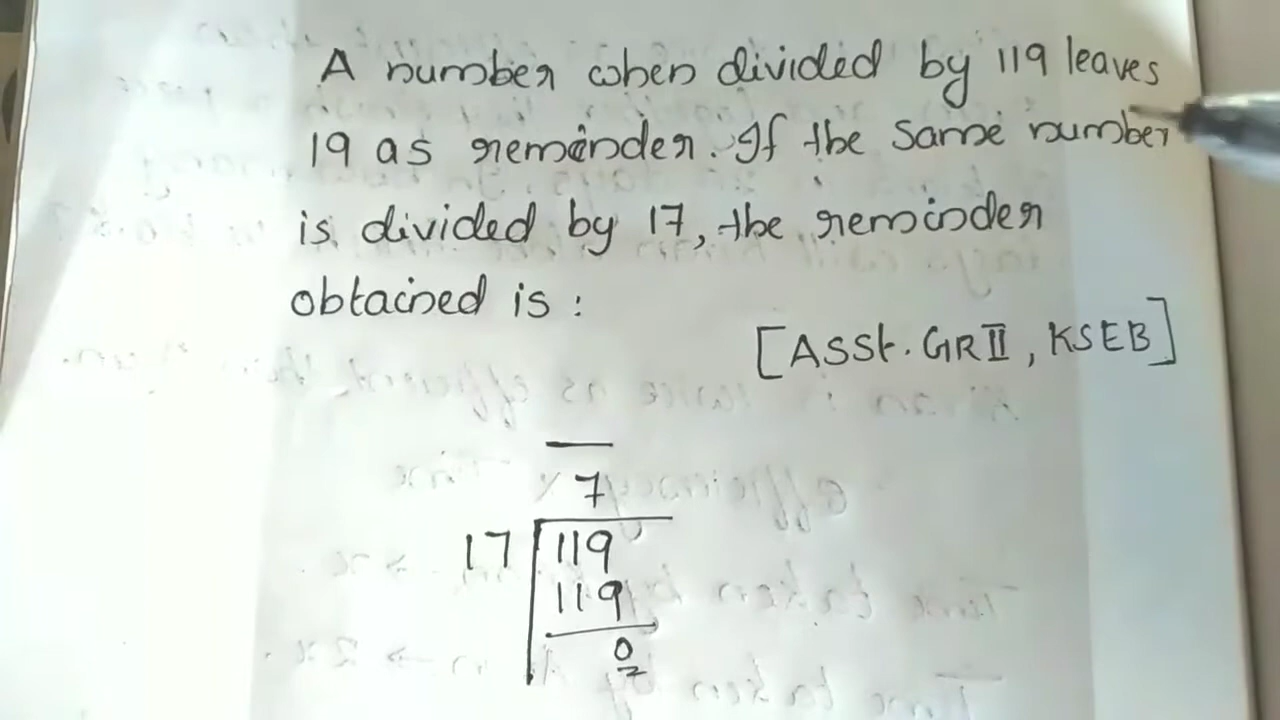 A number when divided by 119 leaves
19 as reminder. If the same number
is divided by 17, the reminder
obtained is :
[ASSt. GR II, KSEB]
7
17 119
119
0